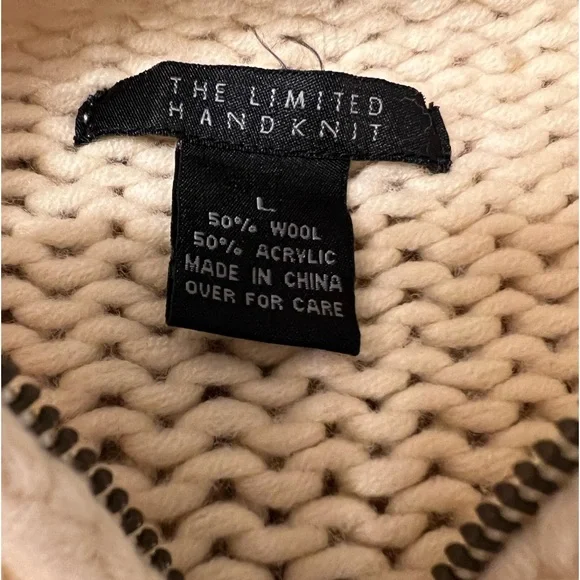 THE LIMITED
HANDKNIT
L
50% WOOL
50% ACRYLIC
MADE IN CHINA
OVER FOR CARE